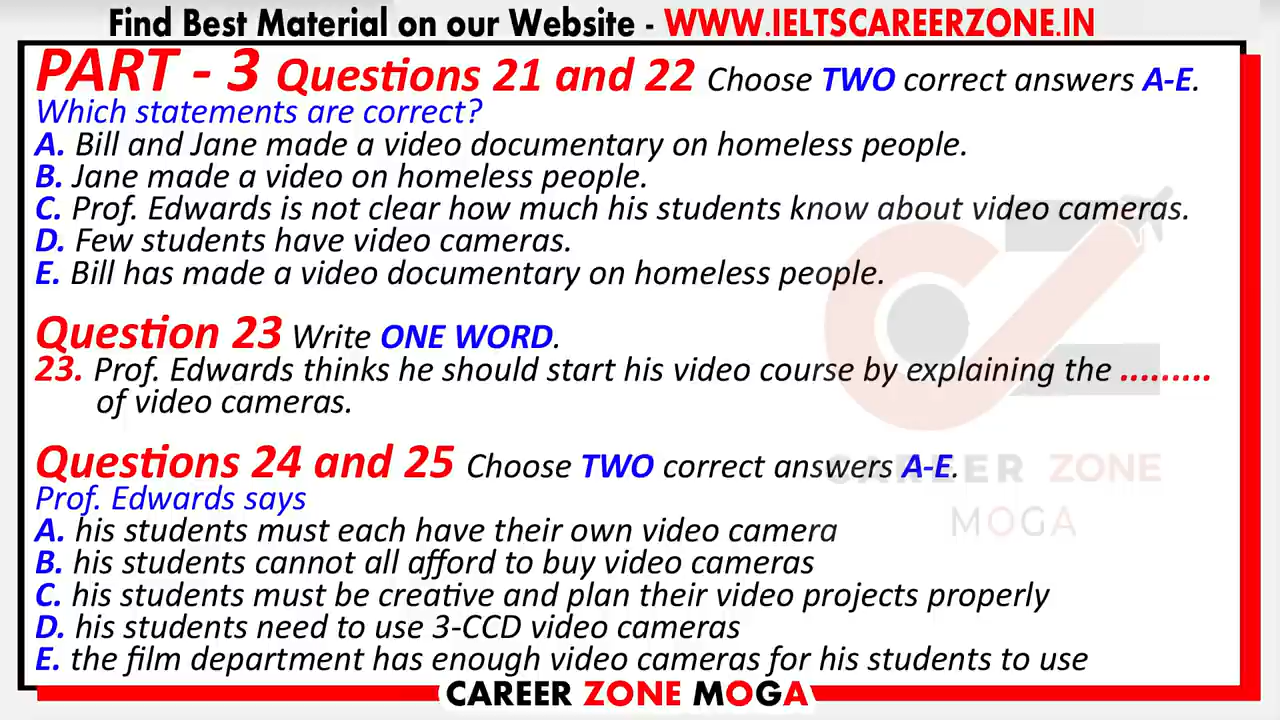 Find Best Material on our Website - WWW.IELTSCAREERZONE.IN
PART - 3 Questions 21 and 22 Choose TWO correct answers A-E.
Which statements are correct?
A. Bill and Jane made a video documentary on homeless people.
B. Jane made a video on homeless people.
C. Prof. Edwards is not clear how much his students know about video cameras.
D. Few students have video cameras.
E. Bill has made a video documentary on homeless people.
Question 23 Write ONE WORD.
23. Prof. Edwards thinks he should start his video course by explaining the .........
of video cameras.
Questions 24 and 25 Choose TWO correct answers A-E.
Prof. Edwards says
A. his students must each have their own video camera
B. his students cannot all afford to buy video cameras
C. his students must be creative and plan their video projects properly
D. his students need to use 3-CCD video cameras
E. the film department has enough video cameras for his students to use
CAREER ZONE
MOGA
CAREER ZONE MOGA